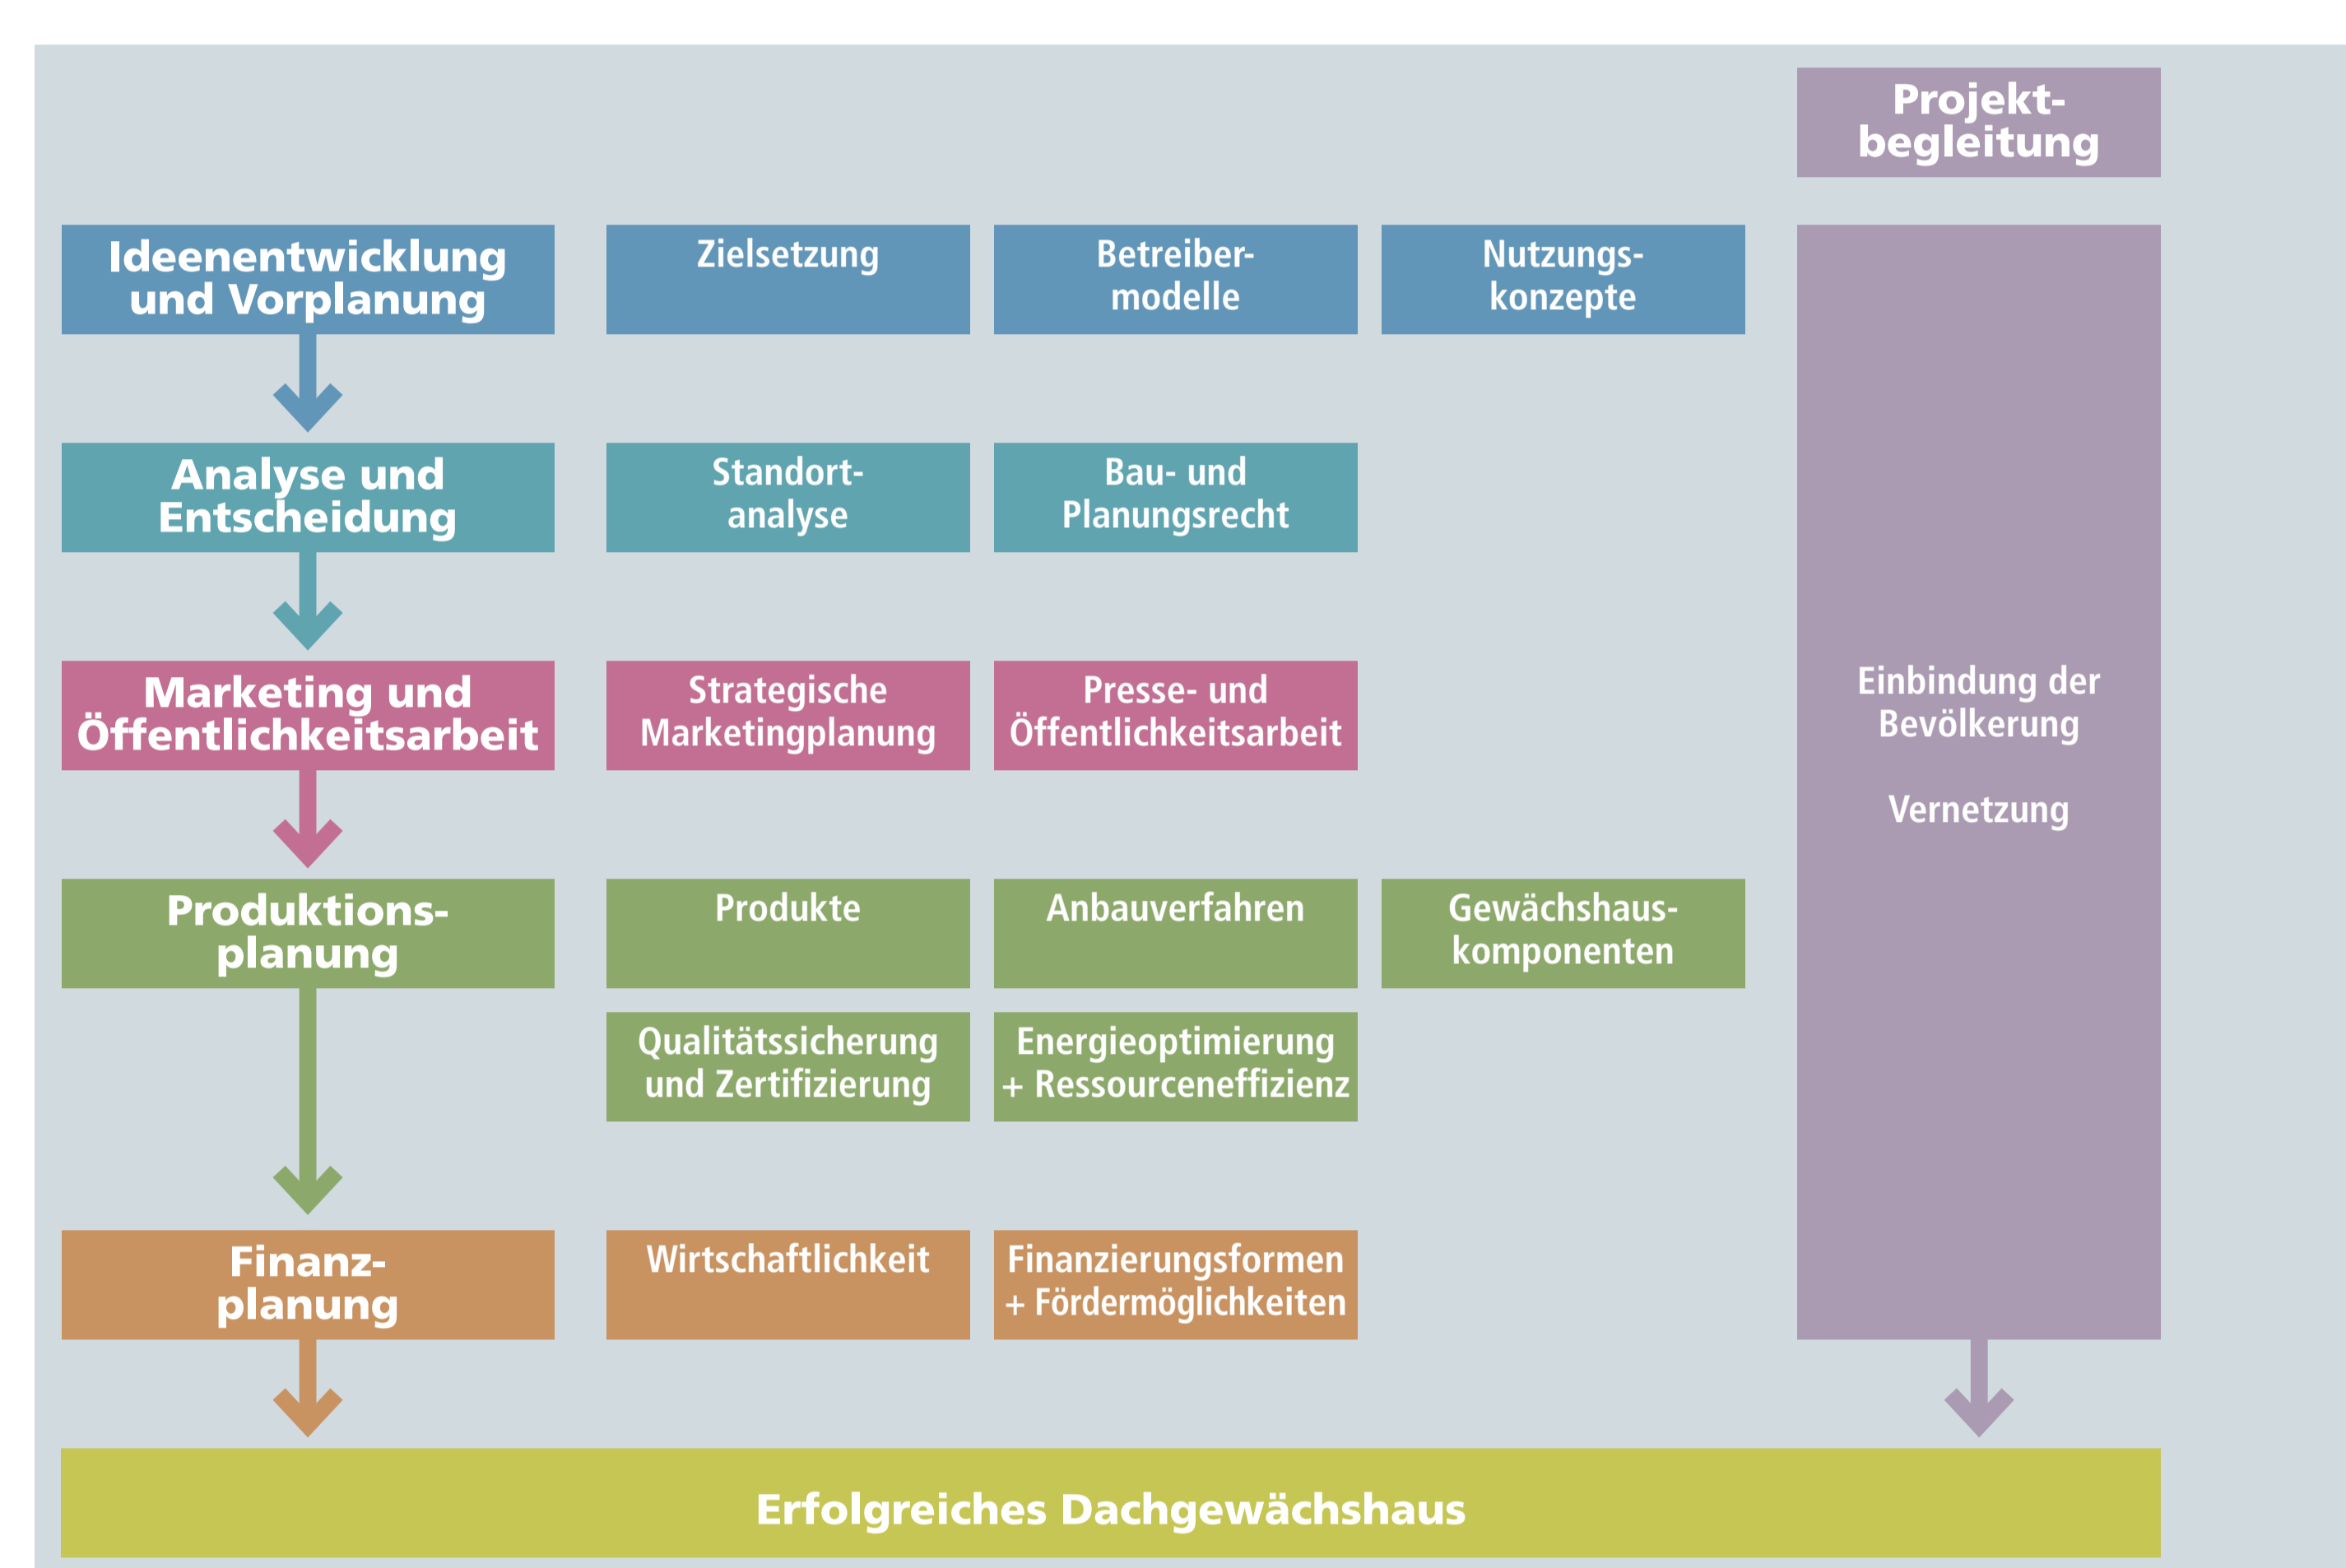 Projekt-
begleitung
Ideenentwicklung
und Vorplanung
Zielsetzung
Betreiber-
modelle
Nutzungs-
konzepte
Analyse und
Entscheidung
Standort-
analyse
Bau- und
Planungsrecht
Marketing und
Öffentlichkeitsarbeit
Strategische
Marketingplanung
Presse- und
Öffentlichkeitsarbeit
Einbindung der
Bevölkerung
Vernetzung
Produktions-
planung
Produkte
Anbauverfahren
Gewächshaus-
komponenten
Qualitätssicherung
und Zertifizierung
Energieoptimierung
+ Ressourceneffizienz
Finanz-
planung
Wirtschaftlichkeit
Finanzierungsformen
+ Fördermöglichkeiten
Erfolgreiches Dachgewächshaus